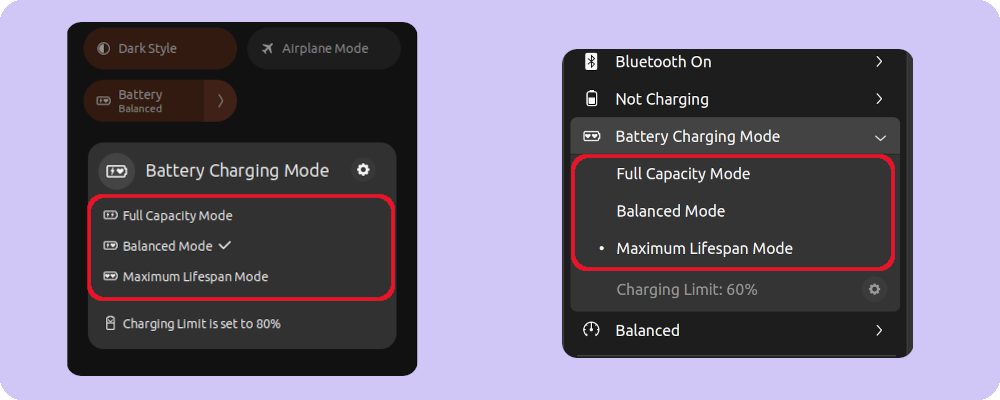 Dark Style
Airplane Mode
Battery
Balanced
Battery Charging Mode
Full Capacity Mode
Balanced Mode
Maximum Lifespan Mode
Charging Limit is set to 80%
Bluetooth On
Not Charging
Battery Charging Mode
Full Capacity Mode
Balanced Mode
Maximum Lifespan Mode
Charging Limit: 60%
Balanced